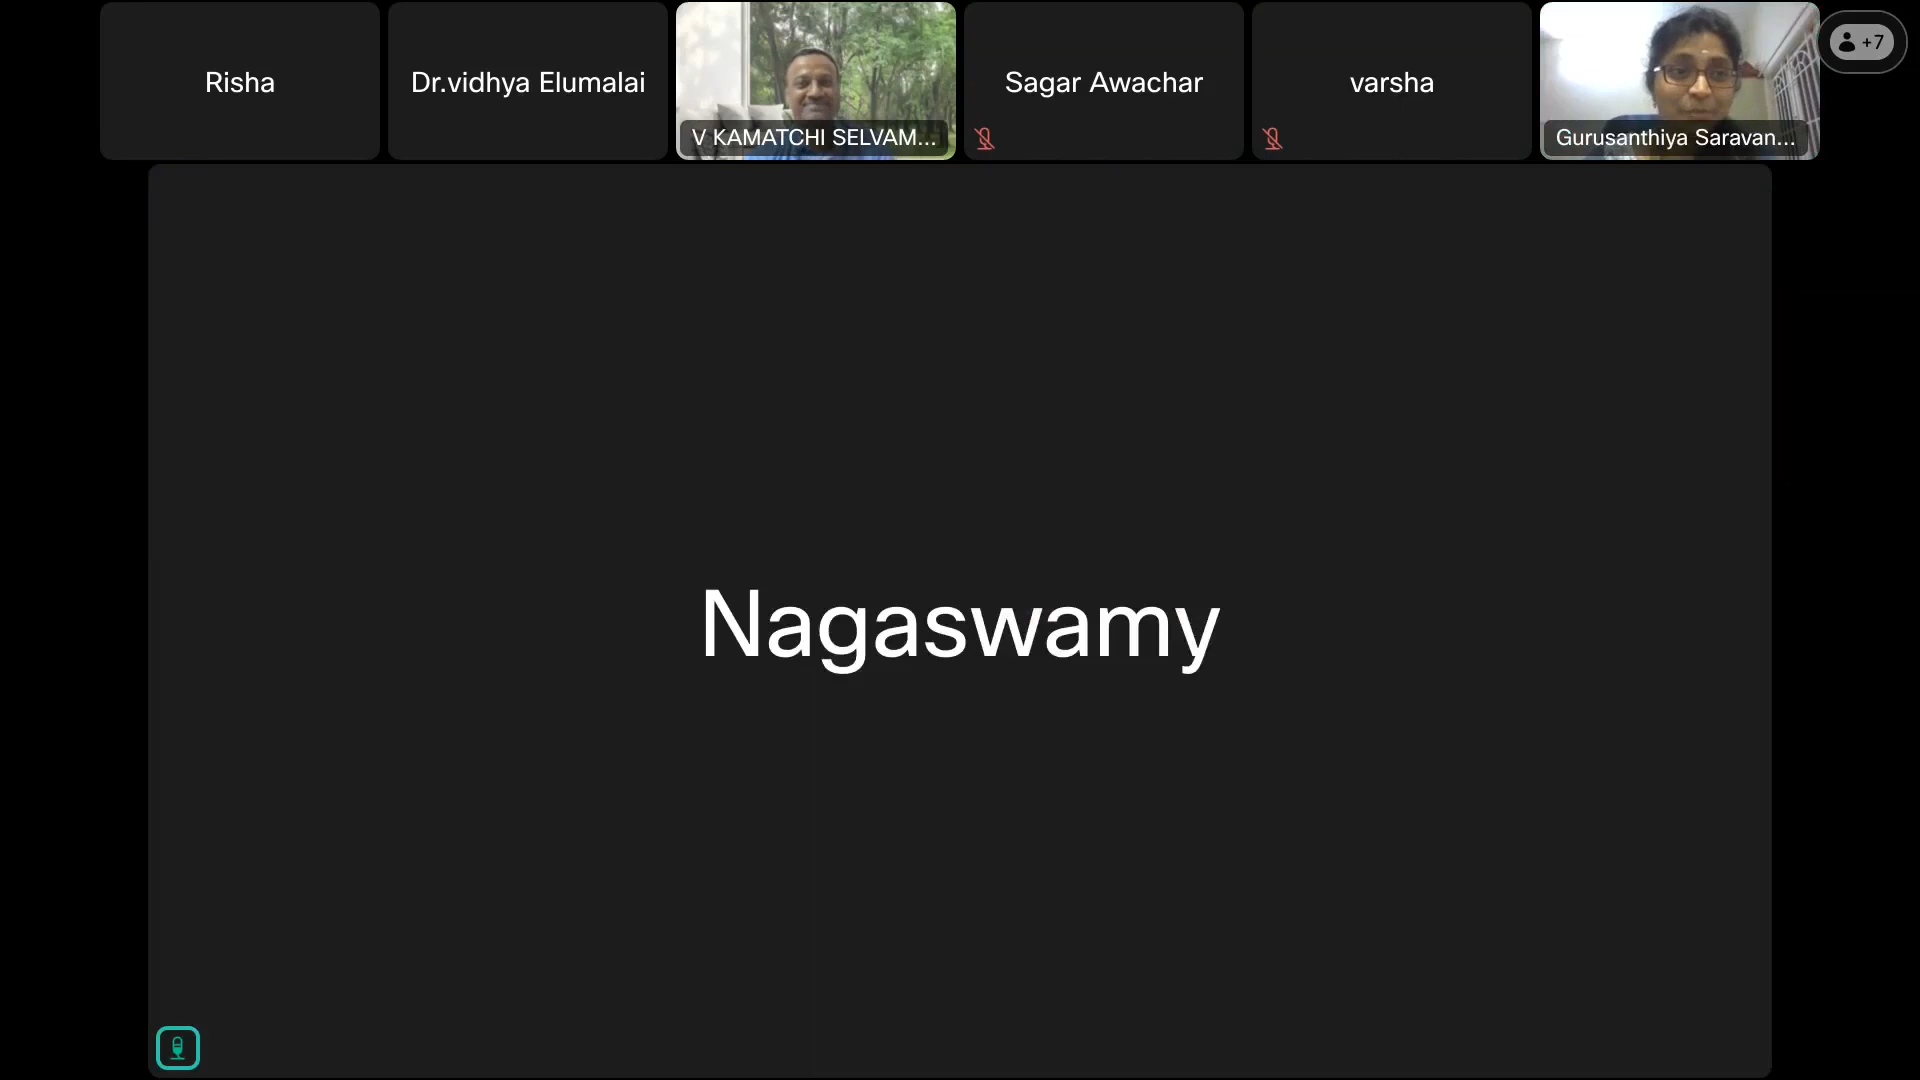 Risha
Dr.vidhya Elumalai
V KAMATCHI SELVAM...
Sagar Awachar
varsha
Gurusanthiya Saravan...
+7
Nagaswamy